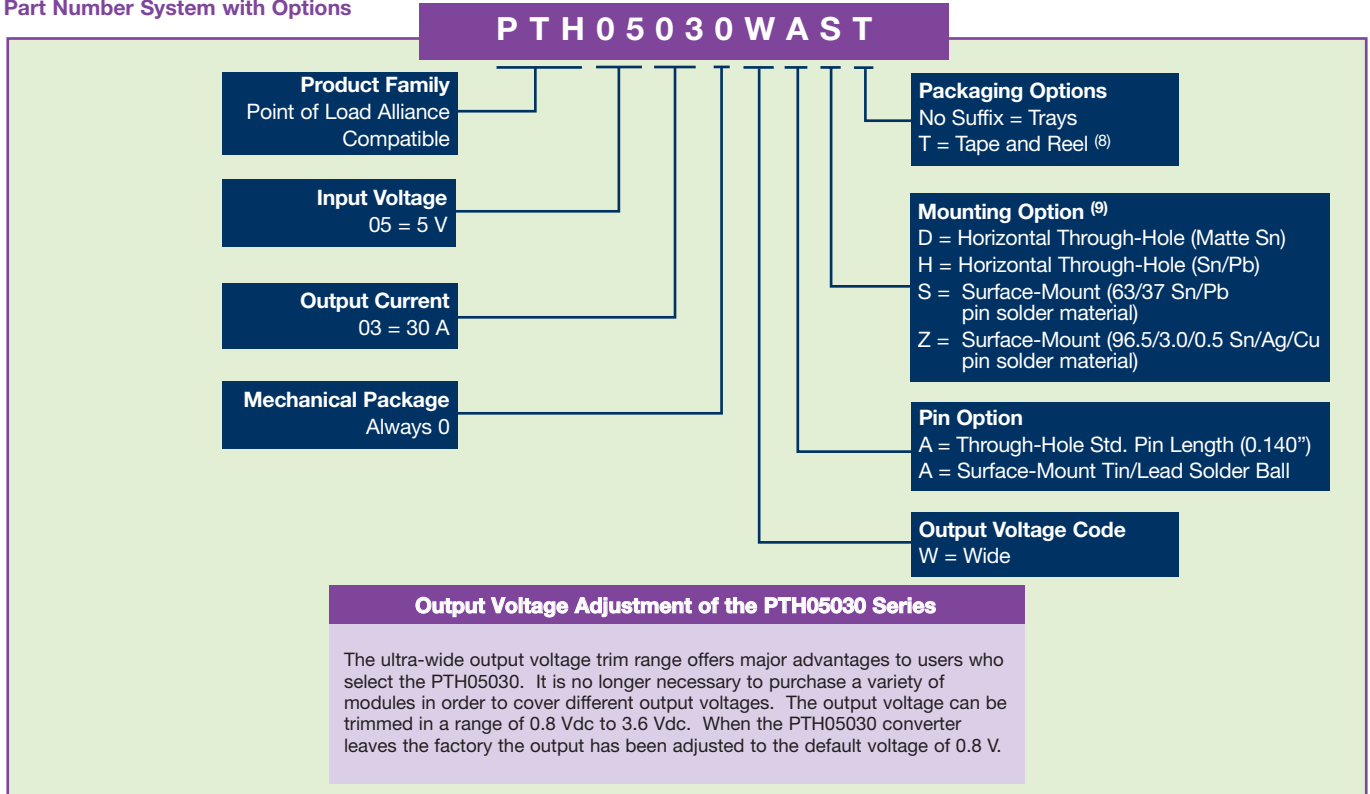 Part Number System with Options
P T H 0 5 0 3 0 W A S T
Product Family
Point of Load Alliance
Compatible
Input Voltage
05 = 5 V
Output Current
03 = 30 A
Mechanical Package
Always 0
Packaging Options
No Suffix = Trays
T = Tape and Reel (8)
Mounting Option (9)
D = Horizontal Through-Hole (Matte Sn)
H = Horizontal Through-Hole (Sn/Pb)
S = Surface-Mount (63/37 Sn/Pb
pin solder material)
Z = Surface-Mount (96.5/3.0/0.5 Sn/Ag/Cu
pin solder material)
Pin Option
A = Through-Hole Std. Pin Length (0.140”)
A = Surface-Mount Tin/Lead Solder Ball
Output Voltage Code
W = Wide
Output Voltage Adjustment of the PTH05030 Series
The ultra-wide output voltage trim range offers major advantages to users who
select the PTH05030. It is no longer necessary to purchase a variety of
modules in order to cover different output voltages. The output voltage can be
trimmed in a range of 0.8 Vdc to 3.6 Vdc. When the PTH05030 converter
leaves the factory the output has been adjusted to the default voltage of 0.8 V.